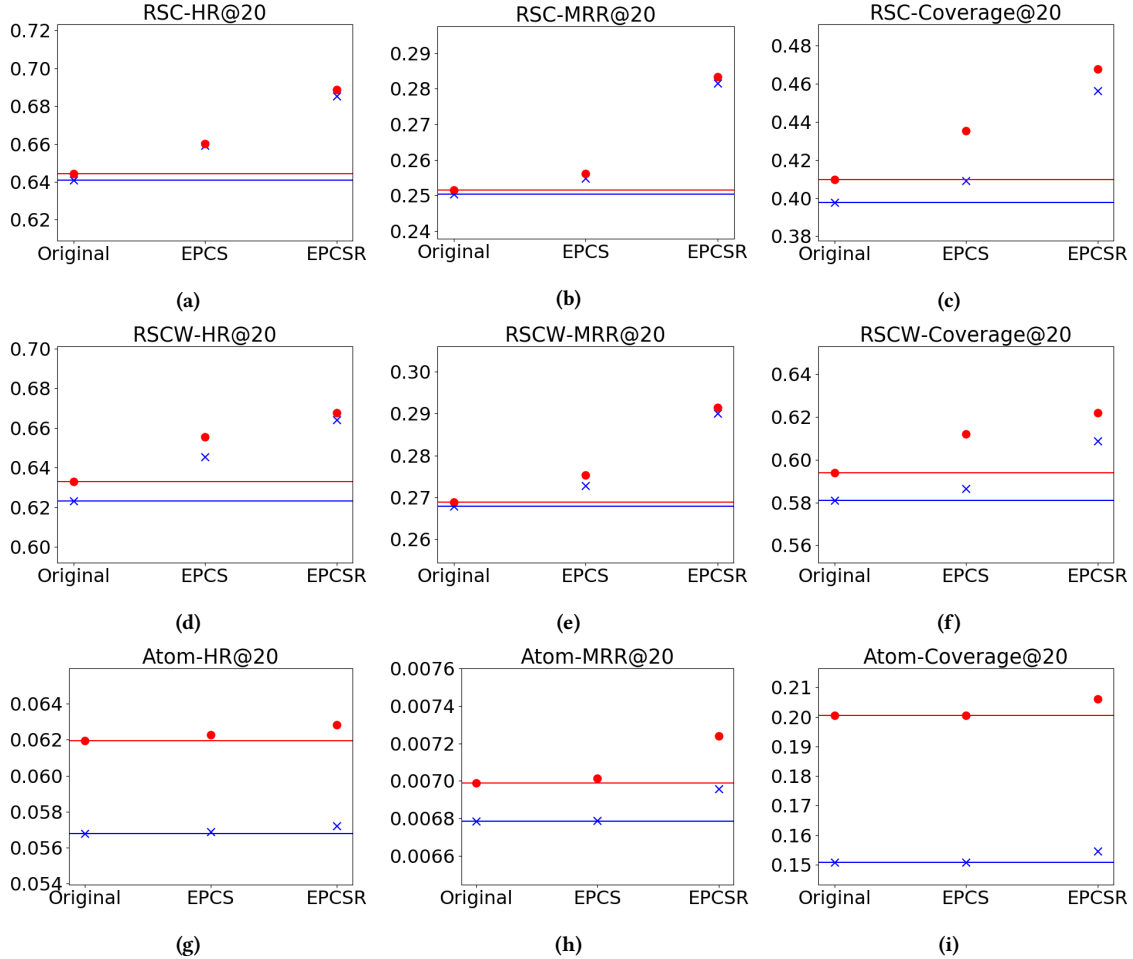 RSC-HR@20
0.72
0.70
0.68
0.66
0.64
0.62
Original EPCS EPCSR
(a)
RSC-MRR@20
0.29
0.28
0.27
0.26
0.25
0.24
Original EPCS EPCSR
(b)
RSC-Coverage@20
0.48
0.46
0.44
0.42
0.40
0.38
Original EPCS EPCSR
(c)
RSCW-HR@20
0.70
0.68
0.66
0.64
0.62
0.60
Original EPCS EPCSR
(d)
RSCW-MRR@20
0.30
0.29
0.28
0.27
0.26
Original EPCS EPCSR
(e)
RSCW-Coverage@20
0.64
0.62
0.60
0.58
0.56
Original EPCS EPCSR
(f)
Atom-HR@20
0.064
0.062
0.060
0.058
0.056
0.054
Original EPCS EPCSR
(g)
Atom-MRR@20
0.0076
0.0074
0.0072
0.0070
0.0068
0.0066
Original EPCS EPCSR
(h)
Atom-Coverage@20
0.21
0.20
0.19
0.18
0.17
0.16
0.15
Original EPCS EPCSR
(i)